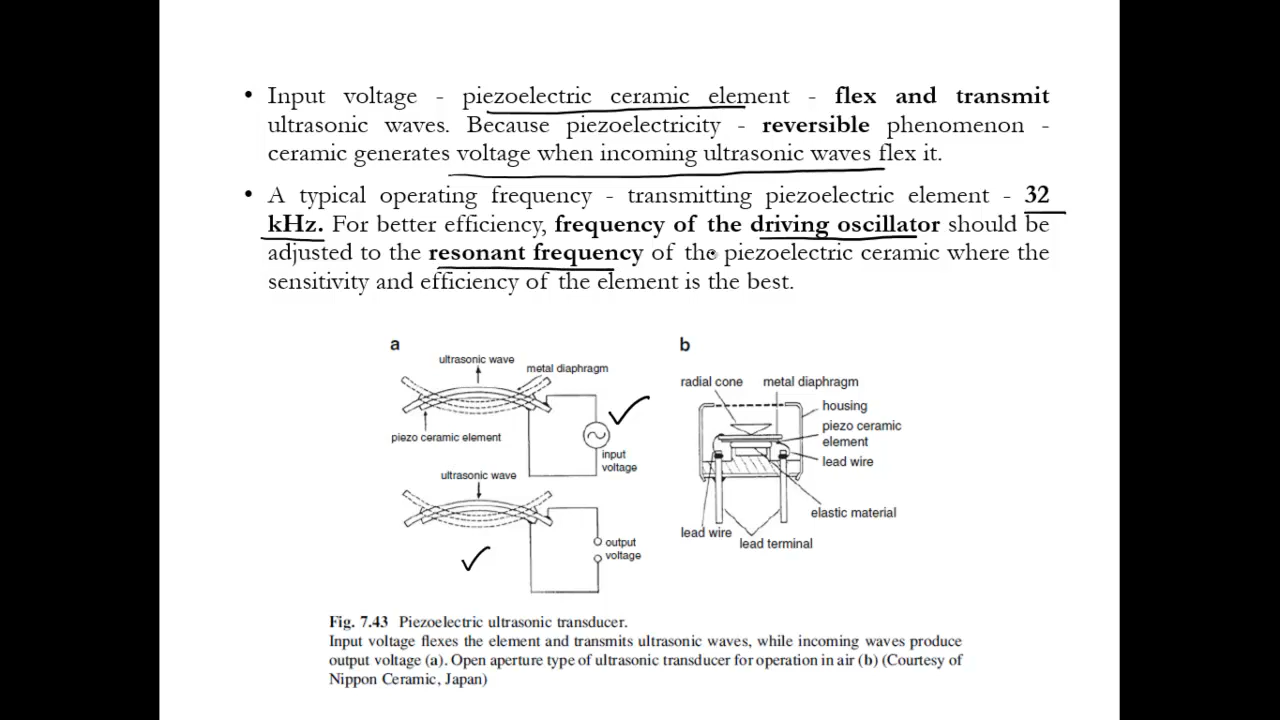 • Input voltage - piezoelectric ceramic element - flex and transmit
ultrasonic waves. Because piezoelectricity - reversible phenomenon -
ceramic generates voltage when incoming ultrasonic waves flex it.
• A typical operating frequency - transmitting piezoelectric element - 32
kHz. For better efficiency, frequency of the driving oscillator should be
adjusted to the resonant frequency of the piezoelectric ceramic where the
sensitivity and efficiency of the element is the best.
a
ultrasonic wave
metal diaphragm
piezo ceramic element
input
voltage
ultrasonic wave
output
voltage
b
radial cone
metal diaphragm
housing
piezo ceramic
element
lead wire
elastic material
lead wire
lead terminal
Fig. 7.43 Piezoelectric ultrasonic transducer.
Input voltage flexes the element and transmits ultrasonic waves, while incoming waves produce
output voltage (a). Open aperture type of ultrasonic transducer for operation in air (b) (Courtesy of
Nippon Ceramic, Japan)